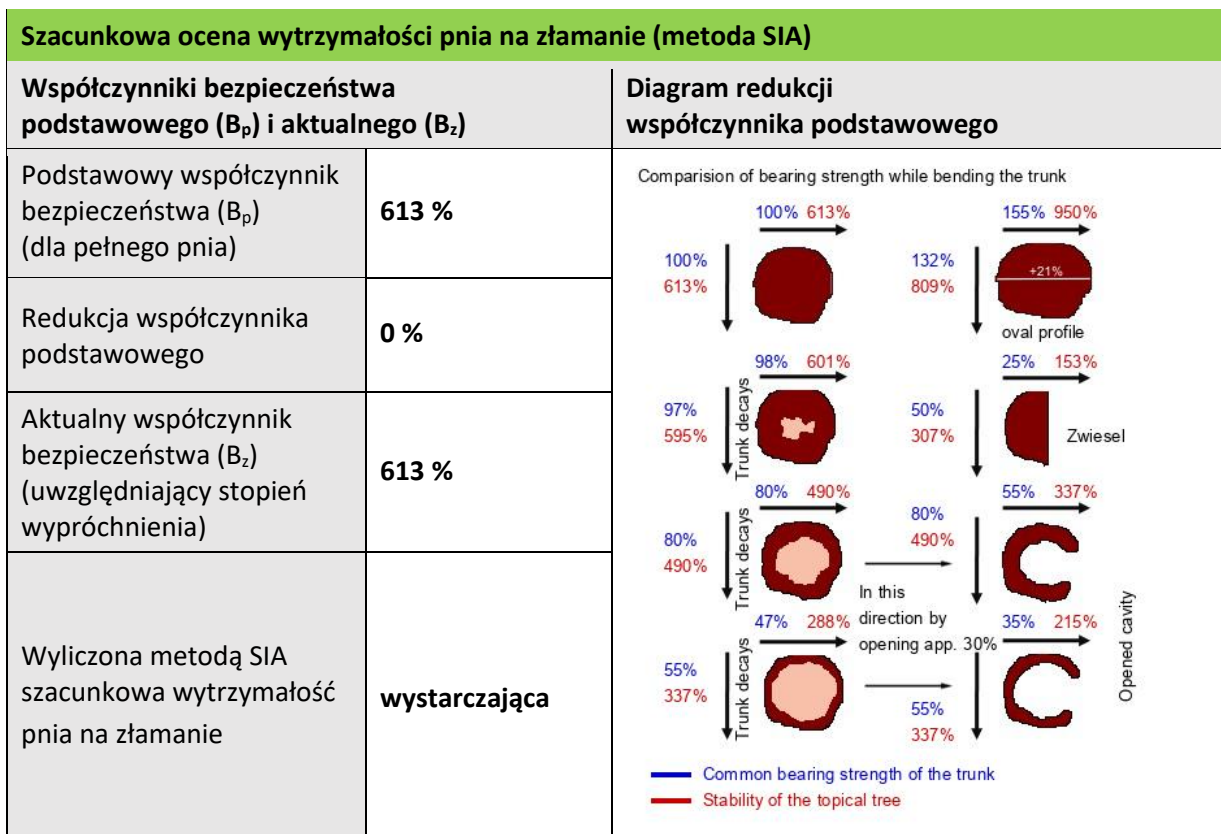 Szacunkowa ocena wytrzymałości pnia na złamanie (metoda SIA)
Współczynniki bezpieczeństwa
podstawowego (Bp) i aktualnego (Bz)
Diagram redukcji
współczynnika podstawowego
Podstawowy współczynnik
bezpieczeństwa (Bp)
(dla pełnego pnia)
613 %
Redukcja współczynnika
podstawowego
0 %
Aktualny współczynnik
bezpieczeństwa (Bz)
(uwzględniający stopień
wypróchnienia)
613 %
Wyliczona metodą SIA
szacunkowa wytrzymałość
pnia na złamanie
wystarczająca
Comparision of bearing strength while bending the trunk
100% 613%
100%
613%
155% 950%
132%
809%
+21%
oval profile
98% 601%
97%
595%
Trunk decays
25% 153%
50%
307%
Zwiesel
80% 490%
80%
490%
Trunk decays
55% 337%
80%
490%
In this
direction by
opening app. 30%
47% 288%
55%
337%
Trunk decays
35% 215%
55%
337%
Opened cavity
Common bearing strength of the trunk
Stability of the topical tree